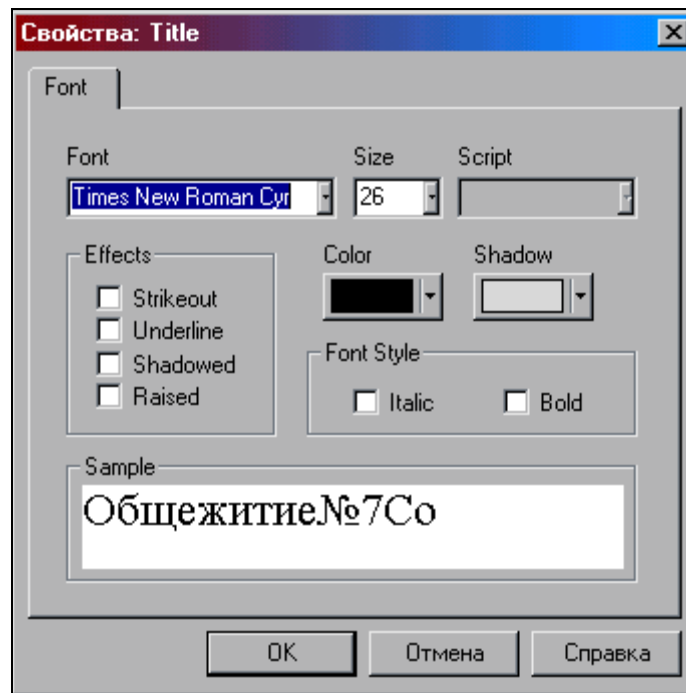 Свойства: Title
Font
Font Size Script
Times New Roman Cyr 26
Effects Color Shadow
Strikeout
Underline
Shadowed
Raised
Font Style
Italic Bold
Sample
Общежитие№7Со
OK Отмена Справка